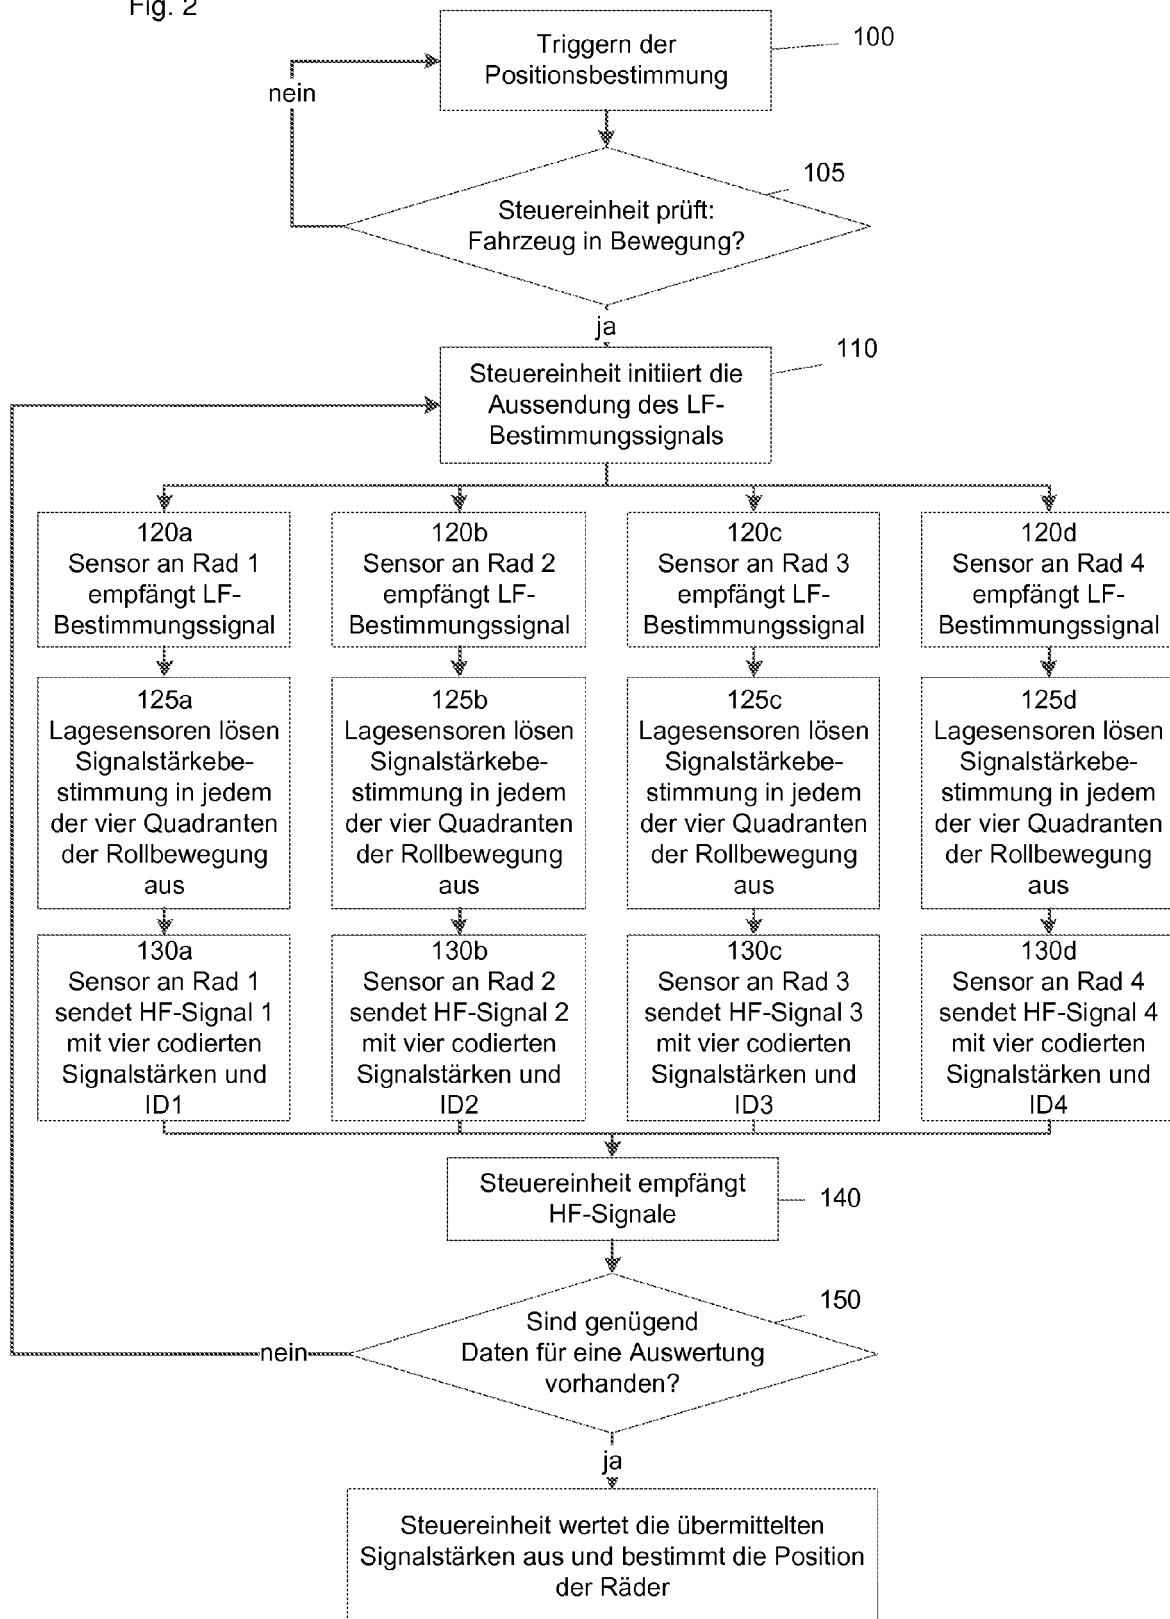 Fig. 2
Triggern der
Positionsbestimmung
100
nein
105
Steuereinheit prüft:
Fahrzeug in Bewegung?
ja
110
Steuereinheit initiiert die
Aussendung des LF-
Bestimmungssignals
120a
Sensor an Rad 1
empfängt LF-
Bestimmungssignal
120b
Sensor an Rad 2
empfängt LF-
Bestimmungssignal
120c
Sensor an Rad 3
empfängt LF-
Bestimmungssignal
120d
Sensor an Rad 4
empfängt LF-
Bestimmungssignal
125a
Lagesensoren lösen
Signalstärkebe-
stimmung in jedem
der vier Quadranten
der Rollbewegung
aus
125b
Lagesensoren lösen
Signalstärkebe-
stimmung in jedem
der vier Quadranten
der Rollbewegung
aus
125c
Lagesensoren lösen
Signalstärkebe-
stimmung in jedem
der vier Quadranten
der Rollbewegung
aus
125d
Lagesensoren lösen
Signalstärkebe-
stimmung in jedem
der vier Quadranten
der Rollbewegung
aus
130a
Sensor an Rad 1
sendet HF-Signal 1
mit vier codierten
Signalstärken und
ID1
130b
Sensor an Rad 2
sendet HF-Signal 2
mit vier codierten
Signalstärken und
ID2
130c
Sensor an Rad 3
sendet HF-Signal 3
mit vier codierten
Signalstärken und
ID3
130d
Sensor an Rad 4
sendet HF-Signal 4
mit vier codierten
Signalstärken und
ID4
Steuereinheit empfängt
HF-Signale
140
150
Sind genügend
Daten für eine Auswertung
vorhanden?
nein
ja
Steuereinheit wertet die übermittelten
Signalstärken aus und bestimmt die Position
der Räder